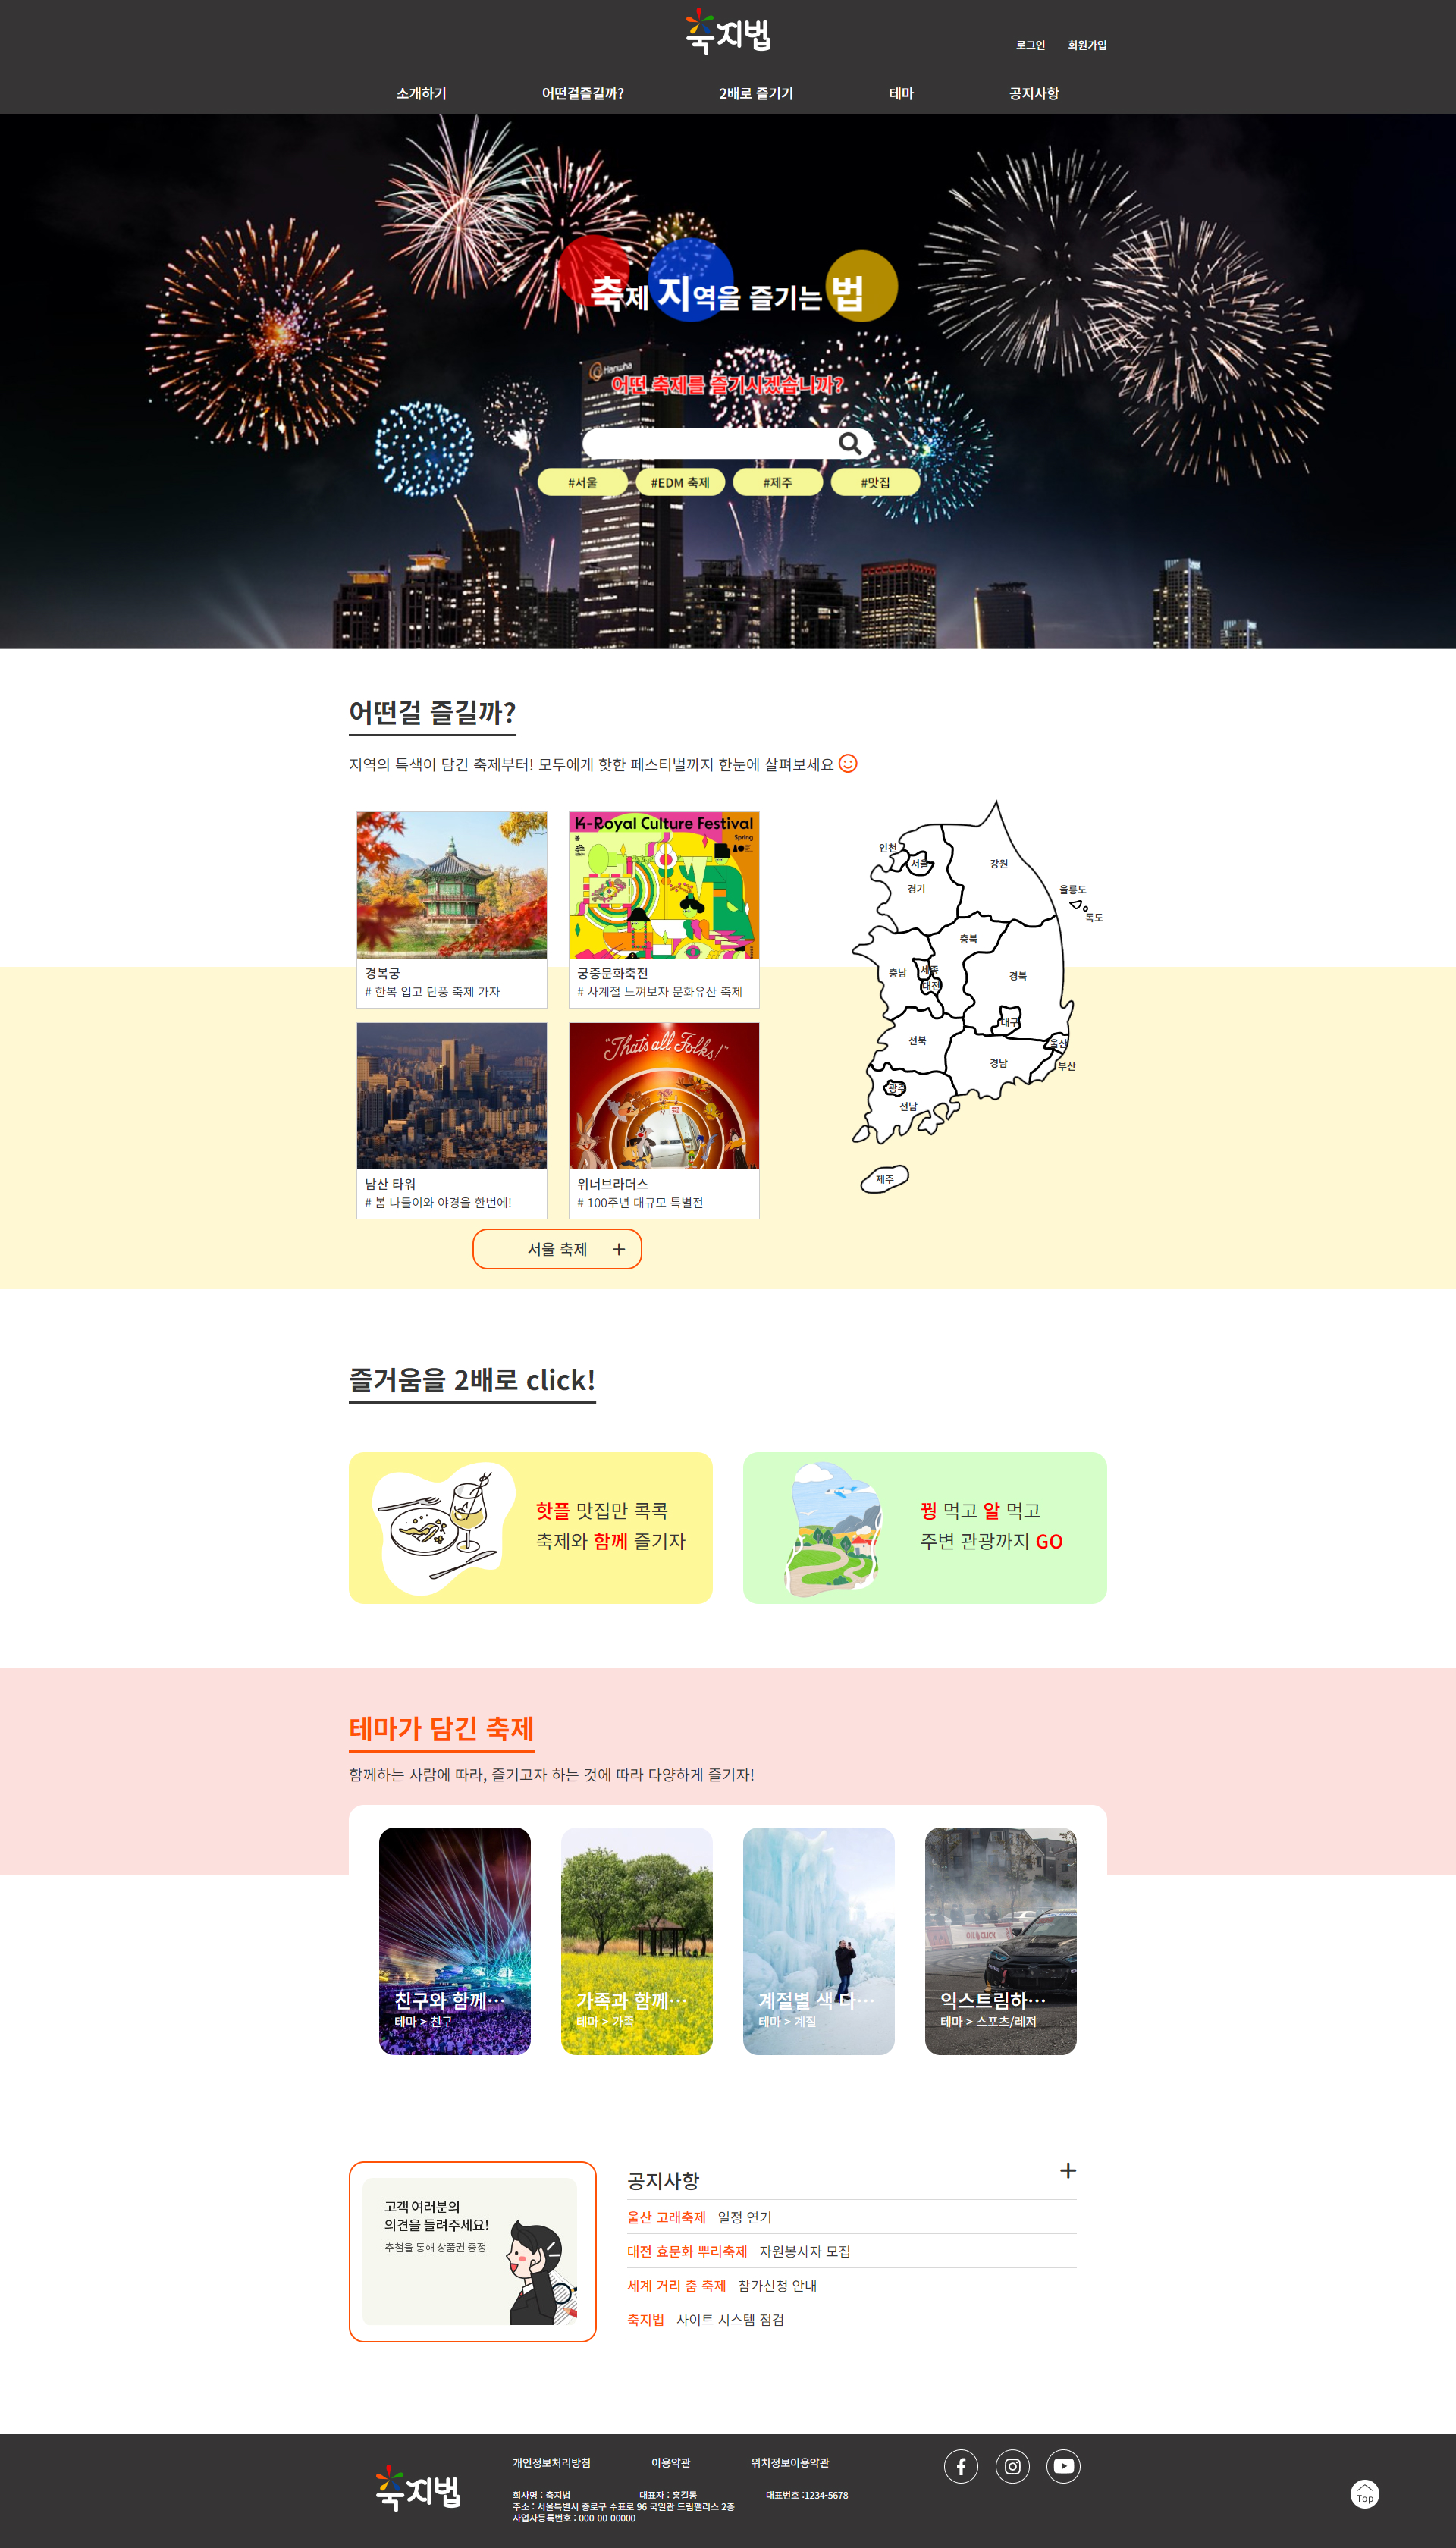 축지법
로그인 회원가입
소개하기 어떤걸즐길까? 2배로 즐기기 테마 공지사항
축제 지역을 즐기는 법
Hanwha
어떤 축제를 즐기시겠습니까?
#서울 #EDM 축제 #제주 #맛집
어떤걸 즐길까?
지역의 특색이 담긴 축제부터! 모두에게 핫한 페스티벌까지 한눈에 살펴보세요
K-Royal Culture Festival
Spring
경복궁
# 한복 입고 단풍 축제 가자
궁중문화축전
# 사계절 느껴보자 문화유산 축제
"That's all Folks!"
남산 타워
# 봄 나들이와 야경을 한번에!
위너브라더스
# 100주년 대규모 특별전
서울 축제 +
인천
서울
강원
경기
울릉도
독도
충북
충남
세종
경북
대전
대구
전북
울산
경남
부산
광주
전남
제주
즐거움을 2배로 click!
핫플 맛집만 콕콕
축제와 함께 즐기자
꿩 먹고 알 먹고
주변 관광까지 GO
테마가 담긴 축제
함께하는 사람에 따라, 즐기고자 하는 것에 따라 다양하게 즐기자!
친구와 함께…
테마 > 친구
가족과 함께…
테마 > 가족
계절별 색 다…
테마 > 계절
OIL CLICK
익스트림하…
테마 > 스포츠/레져
고객 여러분의
의견을 들려주세요!
추첨을 통해 상품권 증정
공지사항 +
울산 고래축제 일정 연기
대전 효문화 뿌리축제 자원봉사자 모집
세계 거리 춤 축제 참가신청 안내
축지법 사이트 시스템 점검
축지법
개인정보처리방침 이용약관 위치정보이용약관
회사명 : 축지법 대표자 : 홍길동 대표번호 :1234-5678
주소 : 서울특별시 종로구 수표로 96 국일관 드림팰리스 2층
사업자등록번호 : 000-00-00000
Top